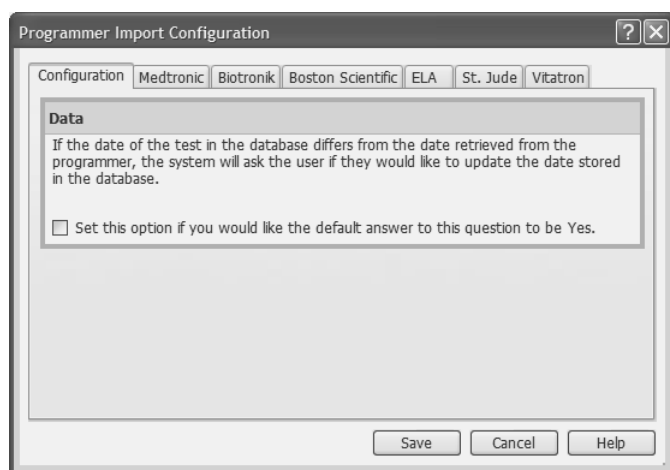 Programmer Import Configuration
Configuration Medtronic Biotronik Boston Scientific ELA St. Jude Vitatron
Data
If the date of the test in the database differs from the date retrieved from the
programmer, the system will ask the user if they would like to update the date stored
in the database.
Set this option if you would like the default answer to this question to be Yes.
Save Cancel Help